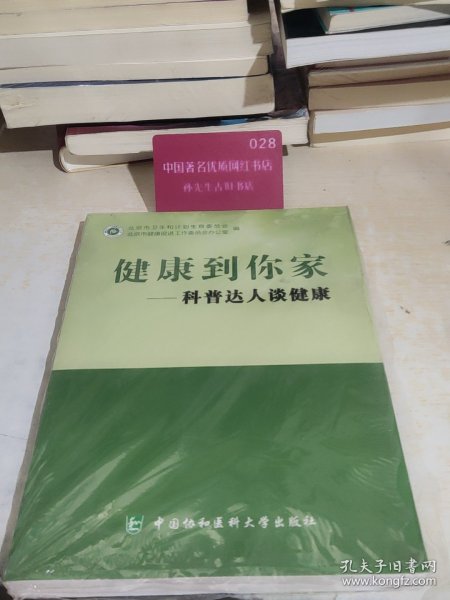 028
中国著名优质网红书店
孙先生古旧书店
北京市卫生和计划生育委员会
北京市健康促进工作委员会办公室
编
健康到你家
——科普达人谈健康
中国协和医科大学出版社
孔夫子旧书网
www.kongfz.com